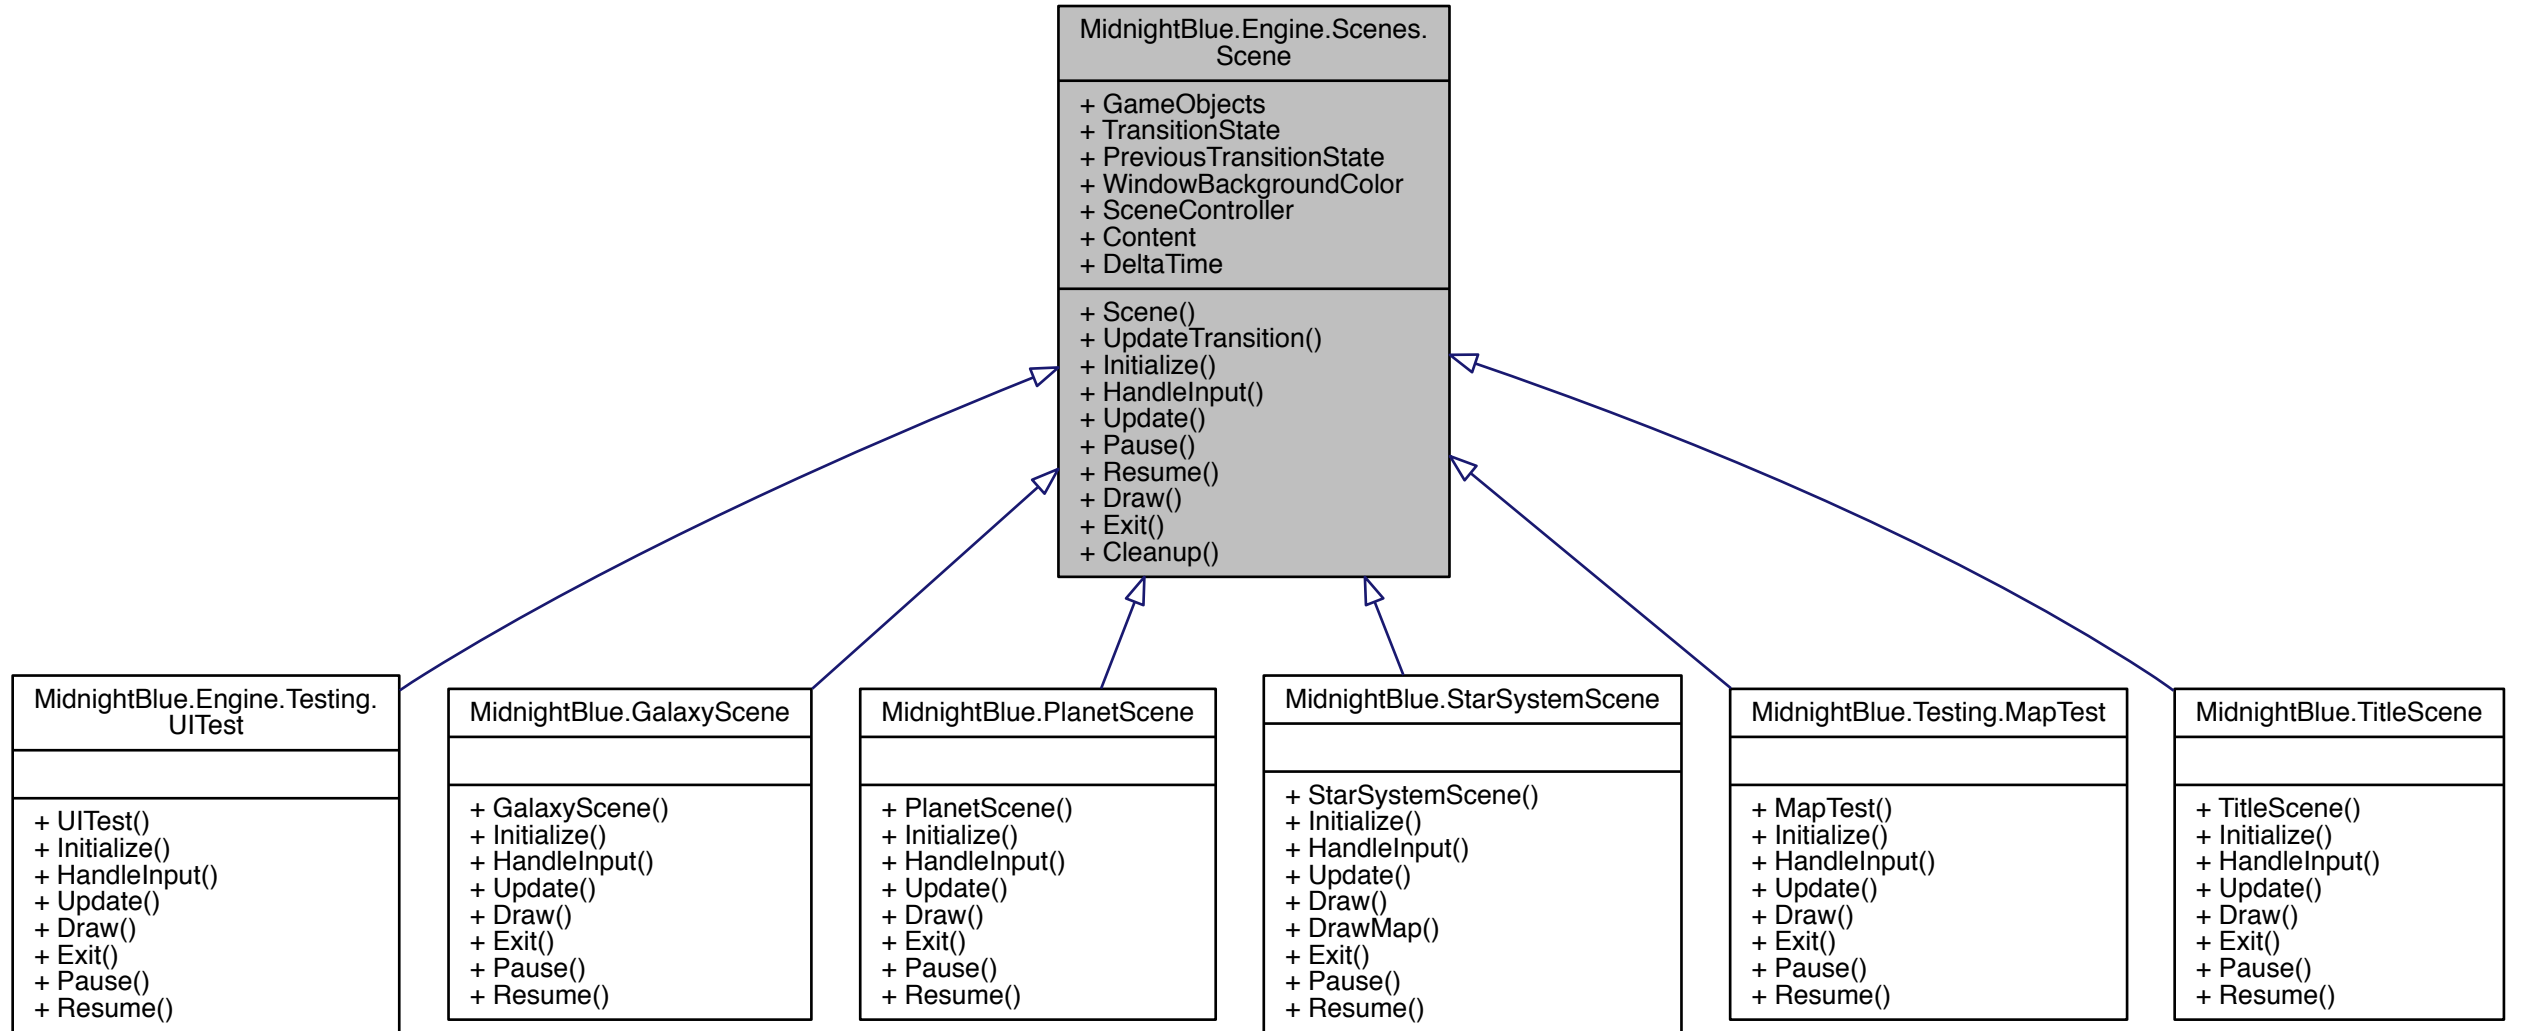 MidnightBlue.Engine.Scenes.
Scene
+ GameObjects
+ TransitionState
+ PreviousTransitionState
+ WindowBackgroundColor
+ SceneController
+ Content
+ DeltaTime
+ Scene()
+ UpdateTransition()
+ Initialize()
+ HandleInput()
+ Update()
+ Pause()
+ Resume()
+ Draw()
+ Exit()
+ Cleanup()
MidnightBlue.Engine.Testing.
UITest
+ UITest()
+ Initialize()
+ HandleInput()
+ Update()
+ Draw()
+ Exit()
+ Pause()
+ Resume()
MidnightBlue.GalaxyScene
+ GalaxyScene()
+ Initialize()
+ HandleInput()
+ Update()
+ Draw()
+ Exit()
+ Pause()
+ Resume()
MidnightBlue.PlanetScene
+ PlanetScene()
+ Initialize()
+ HandleInput()
+ Update()
+ Draw()
+ Exit()
+ Pause()
+ Resume()
MidnightBlue.StarSystemScene
+ StarSystemScene()
+ Initialize()
+ HandleInput()
+ Update()
+ Draw()
+ DrawMap()
+ Exit()
+ Pause()
+ Resume()
MidnightBlue.Testing.MapTest
+ MapTest()
+ Initialize()
+ HandleInput()
+ Update()
+ Draw()
+ Exit()
+ Pause()
+ Resume()
MidnightBlue.TitleScene
+ TitleScene()
+ Initialize()
+ HandleInput()
+ Update()
+ Draw()
+ Exit()
+ Pause()
+ Resume()